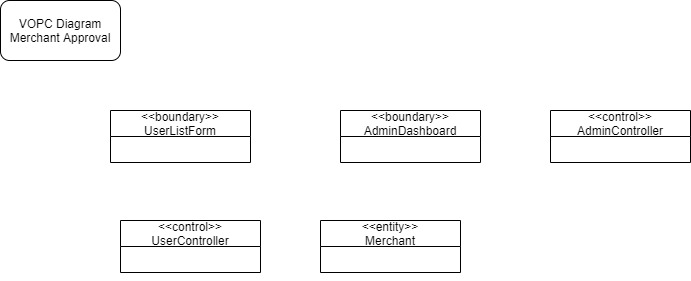 VOPC Diagram
Merchant Approval
<<boundary>>
UserListForm
<<boundary>>
AdminDashboard
<<control>>
AdminController
<<control>>
UserController
<<entity>>
Merchant